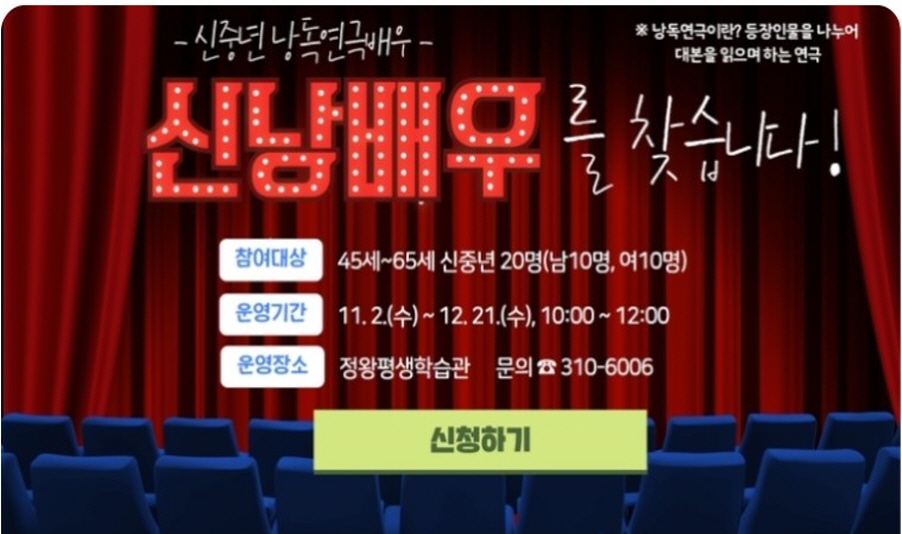 - 신중년 낭독연극배우 -
※ 낭독연극이란? 등장인물을 나누어
대본을 읽으며 하는 연극
신낭배우를 찾습니다!
참여대상 45세~65세 신중년 20명(남10명, 여10명)
운영기간 11. 2.(수) ~ 12. 21.(수), 10:00 ~ 12:00
운영장소 정왕평생학습관 문의 ☎ 310-6006
신청하기